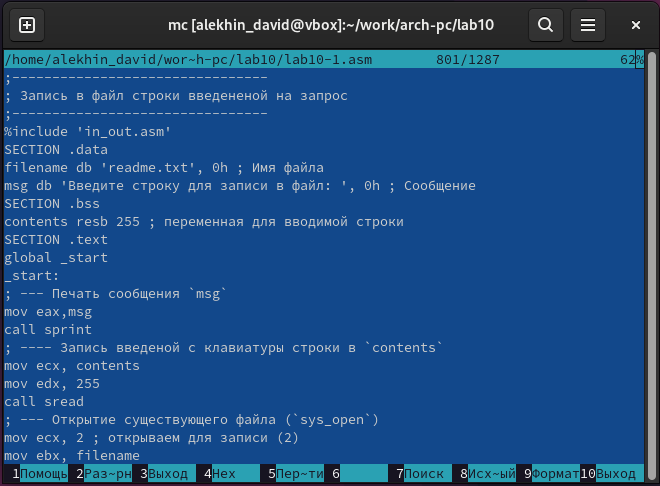 mc [alekhin_david@vbox]:~/work/arch-pc/lab10
/home/alekhin_david/wor~h-pc/lab10/lab10-1.asm 801/1287 62%
;--------------------------------
; Запись в файл строки введененой на запрос
;--------------------------------
%include 'in_out.asm'
SECTION .data
filename db 'readme.txt', 0h ; Имя файла
msg db 'Введите строку для записи в файл: ', 0h ; Сообщение
SECTION .bss
contents resb 255 ; переменная для вводимой строки
SECTION .text
global _start
_start:
; --- Печать сообщения `msg`
mov eax,msg
call sprint
; ---- Запись введеной с клавиатуры строки в `contents`
mov ecx, contents
mov edx, 255
call sread
; --- Открытие существующего файла (`sys_open`)
mov ecx, 2 ; открываем для записи (2)
mov ebx, filename
1Помощь 2Раз~рн 3Выход 4Hex 5Пер~ти 6 7Поиск 8Исх~ый 9Формат 10Выход